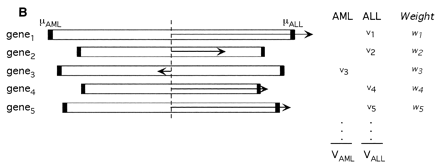 B
μAML μALL AML ALL Weight
gene1 v1 w1
gene2 v2 w2
gene3 v3 w3
gene4 v4 w4
gene5 v5 w5
. .
. .
. .
VAML VALL